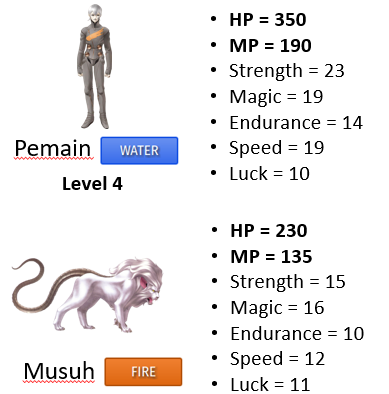 • HP = 350
• MP = 190
• Strength = 23
• Magic = 19
• Endurance = 14
• Speed = 19
• Luck = 10
Pemain WATER
Level 4
• HP = 230
• MP = 135
• Strength = 15
• Magic = 16
• Endurance = 10
• Speed = 12
• Luck = 11
Musuh FIRE